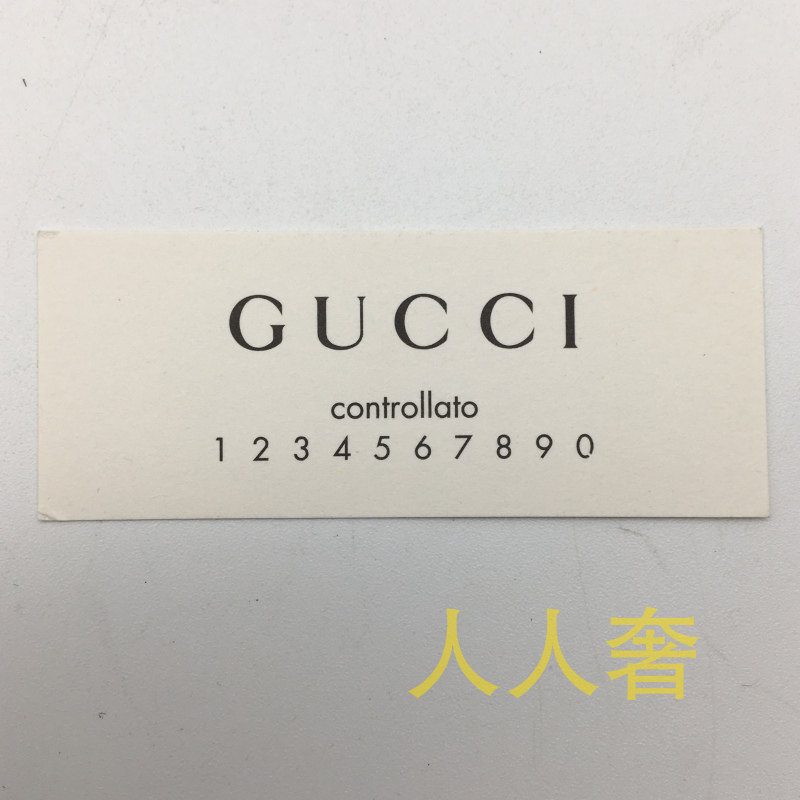 GUCCI
controllato
1 2 3 4 5 6 7 8 9 0
人人奢